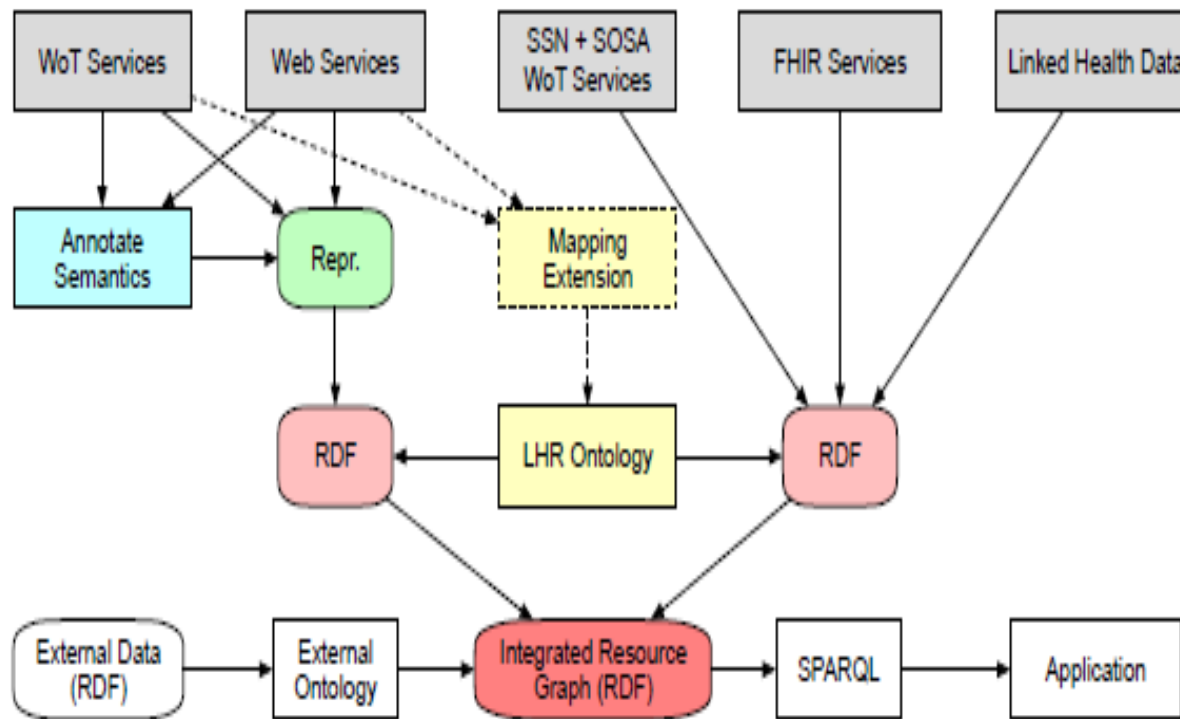 WoT Services
Web Services
SSN + SOSA
WoT Services
FHIR Services
Linked Health Data
Annotate
Semantics
Repr.
Mapping
Extension
RDF
LHR Ontology
RDF
External Data
(RDF)
External
Ontology
Integrated Resource
Graph (RDF)
SPARQL
Application